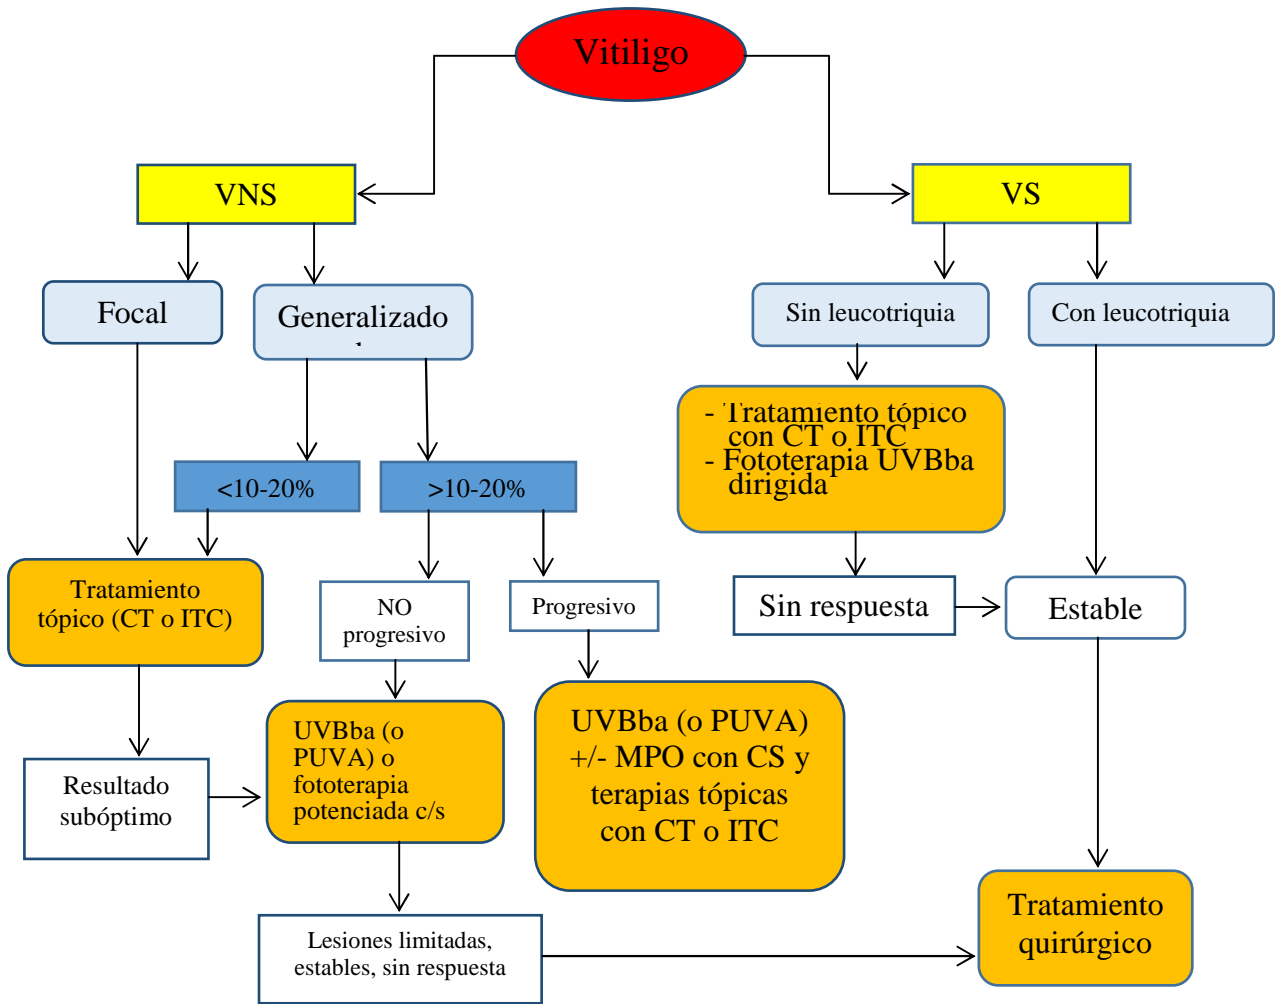 Vitiligo
VNS
VS
Focal
Generalizado
Sin leucotriquia
Con leucotriquia
<10-20%
>10-20%
- Tratamiento tópico
con CT o ITC
- Fototerapia UVBba
dirigida
Tratamiento
tópico (CT o ITC)
NO
progresivo
Progresivo
Sin respuesta
Estable
Resultado
subóptimo
UVBba (o
PUVA) o
fototerapia
potenciada c/s
UVBba (o PUVA)
+/- MPO con CS y
terapias tópicas
con CT o ITC
Lesiones limitadas,
estables, sin respuesta
Tratamiento
quirúrgico